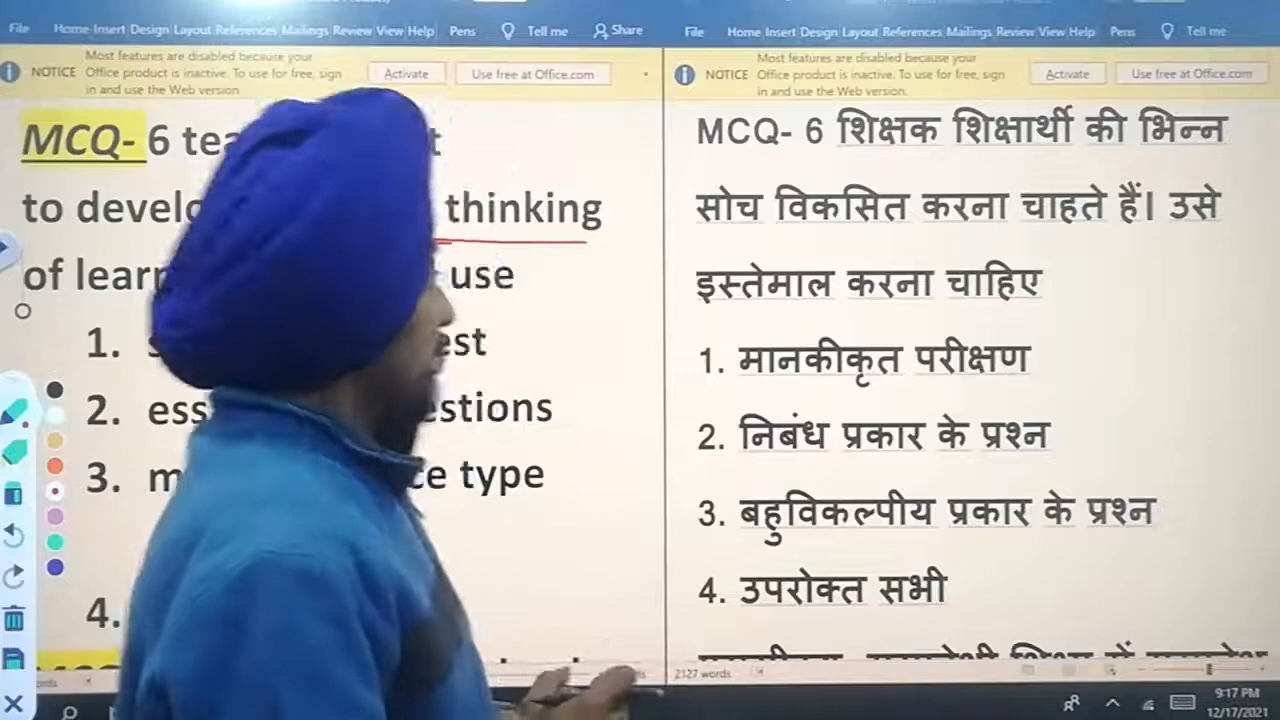 File Home Insert Design Layout References Mailings Review View Help Pens Tell me Share
NOTICE Most features are disabled because your
Office product is inactive. To use for free, sign
in and use the Web version
Activate
Use free at Office.com
MCQ- 6
to thinking
of use
1.
2.
3. type
4.
File Home Insert Design Layout References Mailings Review View Help Pens Tell me
NOTICE Most features are disabled because your
Office product is inactive. To use for free, sign
in and use the Web version.
Activate
Use free at Office.com
MCQ- 6 शिक्षक शिक्षार्थी की भिन्न
सोच विकसित करना चाहते हैं। उसे
इस्तेमाल करना चाहिए
1. मानकीकृत परीक्षण
2. निबंध प्रकार के प्रश्न
3. बहुविकल्पीय प्रकार के प्रश्न
4. उपरोक्त सभी
2127 words
9:17 PM
12/17/2021